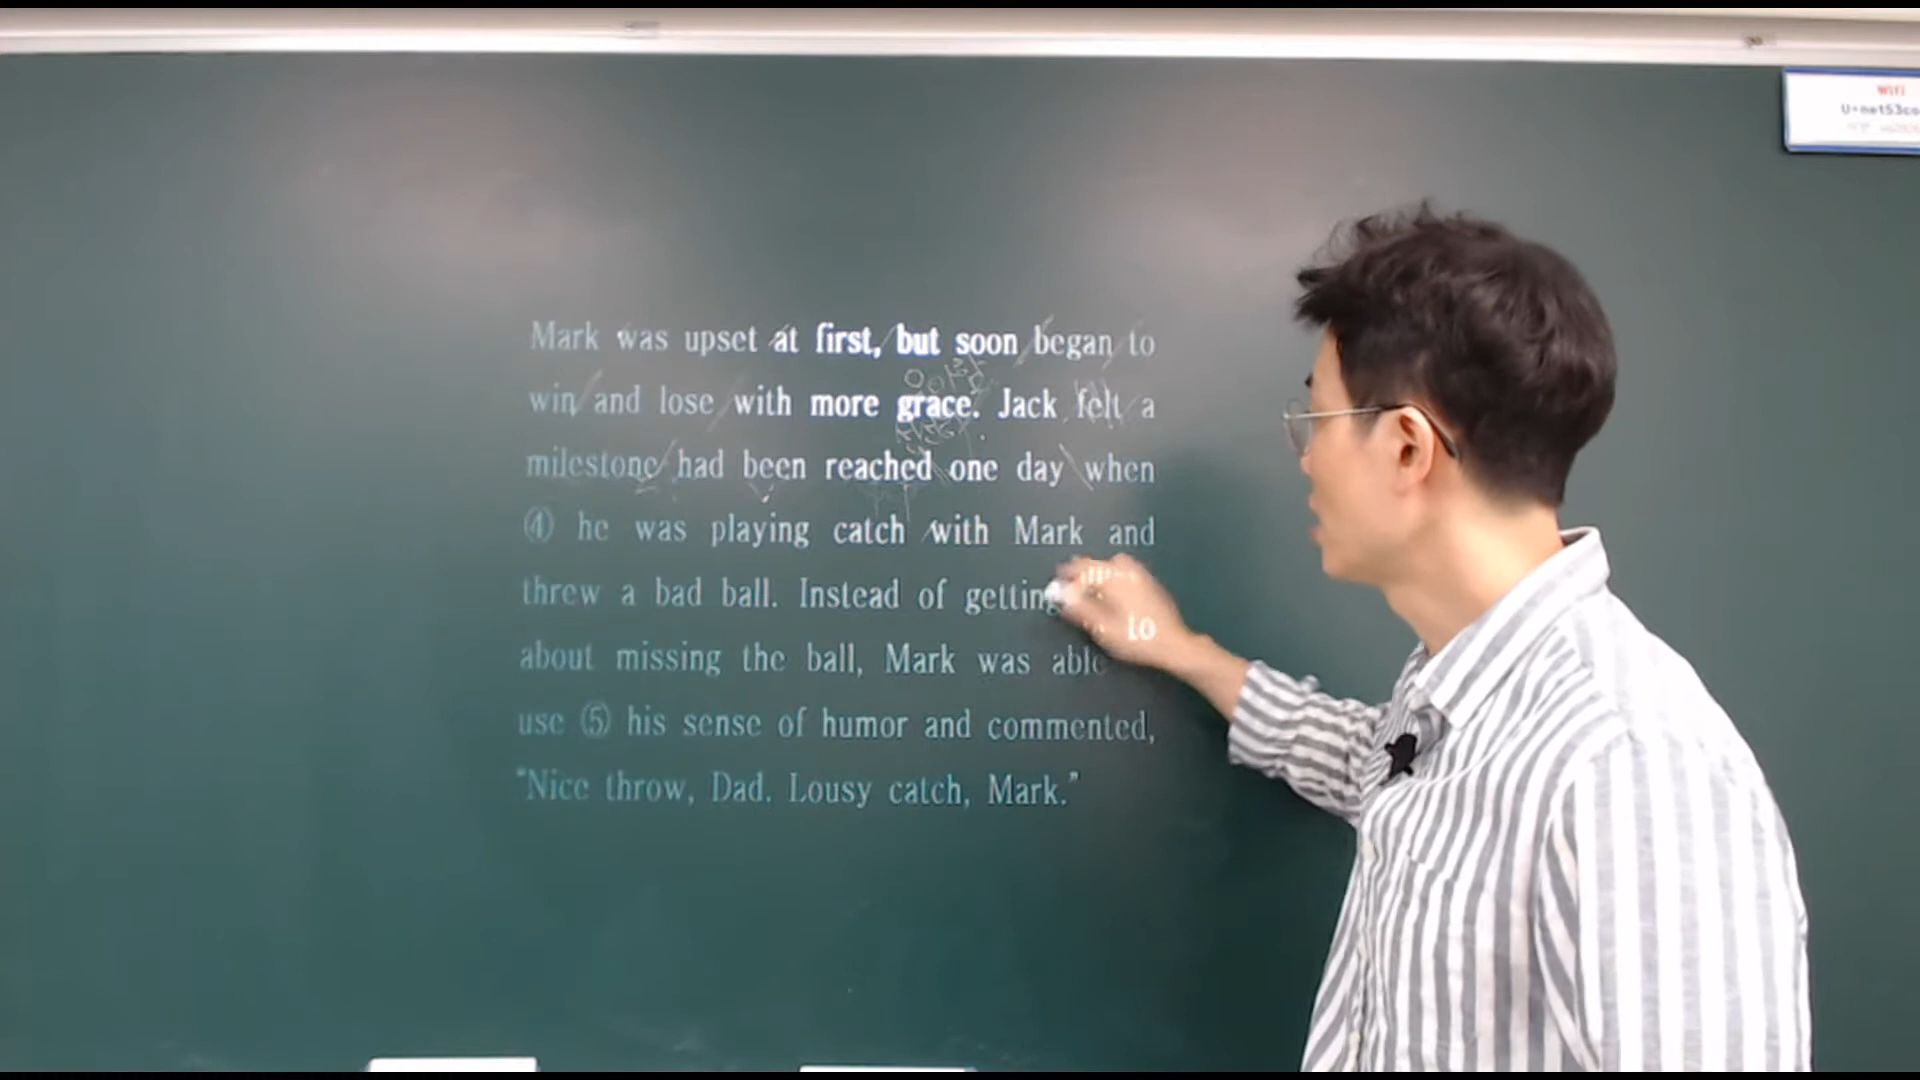 Wifi
Mark was upset at first, but soon began to
win and lose with more grace. Jack felt a
milestone had been reached one day when
④ he was playing catch with Mark and
threw a bad ball. Instead of getting
about missing the ball, Mark was able to
use ⑤ his sense of humor and commented,
"Nice throw, Dad. Lousy catch, Mark."